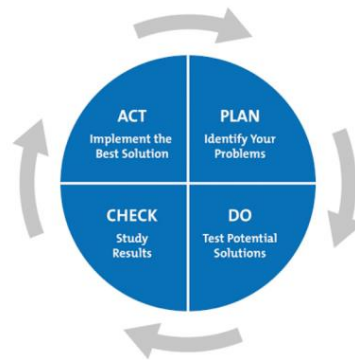 ACT
Implement the
Best Solution
PLAN
Identify Your
Problems
CHECK
Study
Results
DO
Test Potential
Solutions